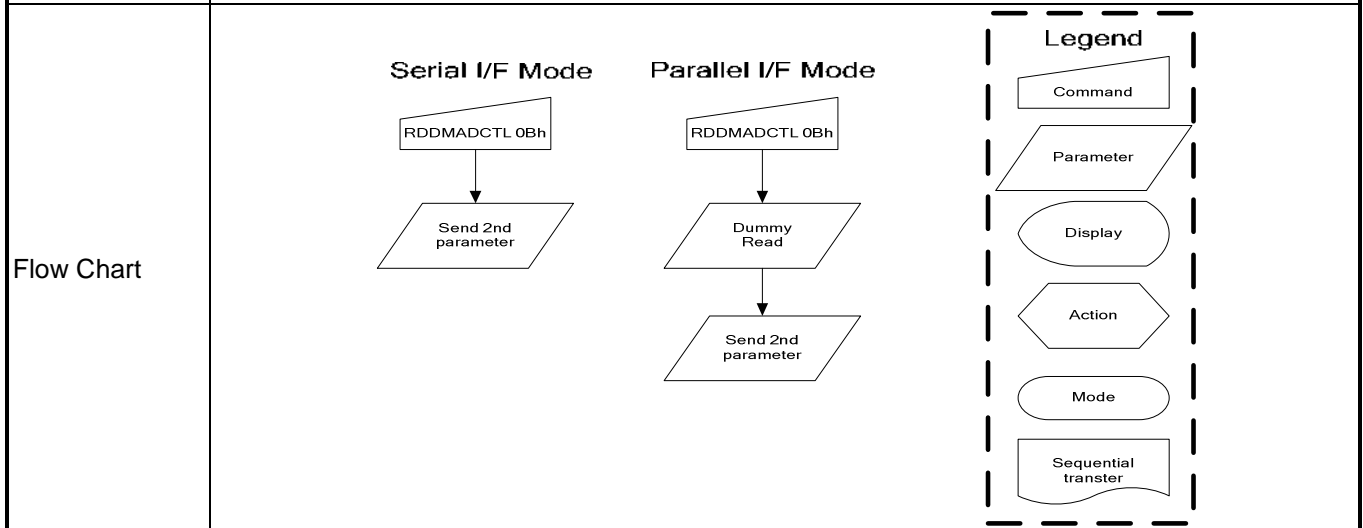 Flow Chart
Serial I/F Mode
RDDMADCTL 0Bh
Send 2nd
parameter
Parallel I/F Mode
RDDMADCTL 0Bh
Dummy
Read
Send 2nd
parameter
Legend
Command
Parameter
Display
Action
Mode
Sequential
transter